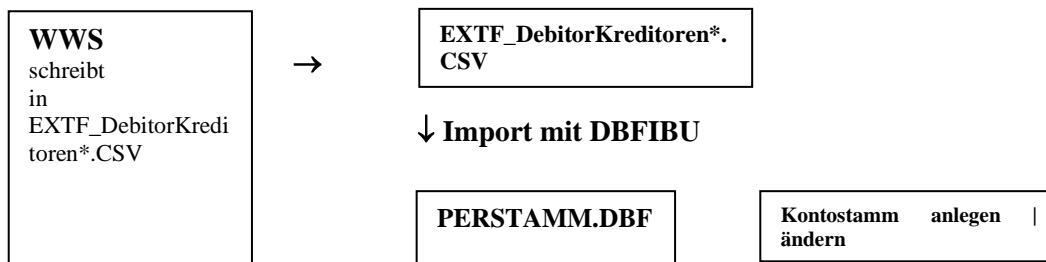 WWS
schreibt
in
EXTF_DebitorKredi
toren*.CSV
→
EXTF_DebitorKreditoren*.
CSV
↓ Import mit DBFIBU
PERSTAMM.DBF
Kontostamm anlegen |
ändern